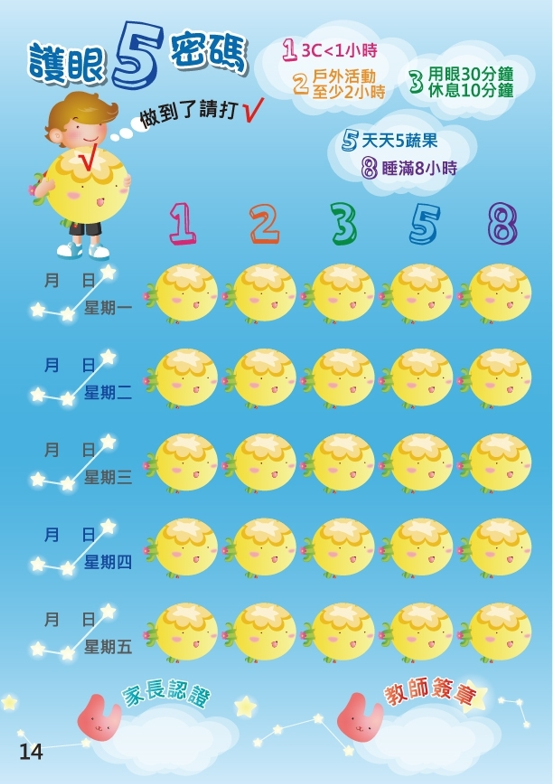 護眼5密碼
1 3C<1小時
2 戶外活動
至少2小時
3 用眼30分鐘
休息10分鐘
做到了請打√
√
5 天天5蔬果
8 睡滿8小時
1 2 3 5 8
月 日
星期一
月 日
星期二
月 日
星期三
月 日
星期四
月 日
星期五
家長認證
教師簽章
14